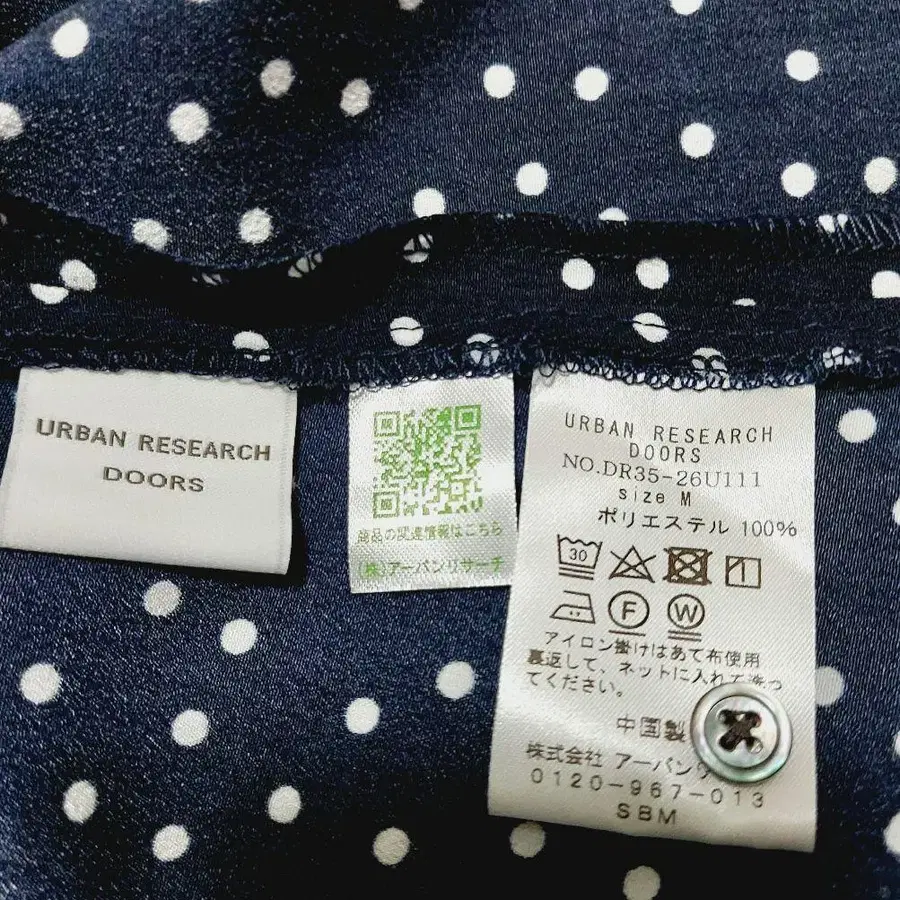 URBAN RESEARCH
DOORS
商品の関連情報はこちら
(株)アーバンリサーチ
URBAN RESEARCH
DOORS
NO.DR35-26U111
size M
ポリエステル 100%
30
F W
アイロン掛けはあて布使用
裏返して、ネットに入れて洗っ
てください。
中国製
株式会社 アーバンリ
0120-967-013
SBM